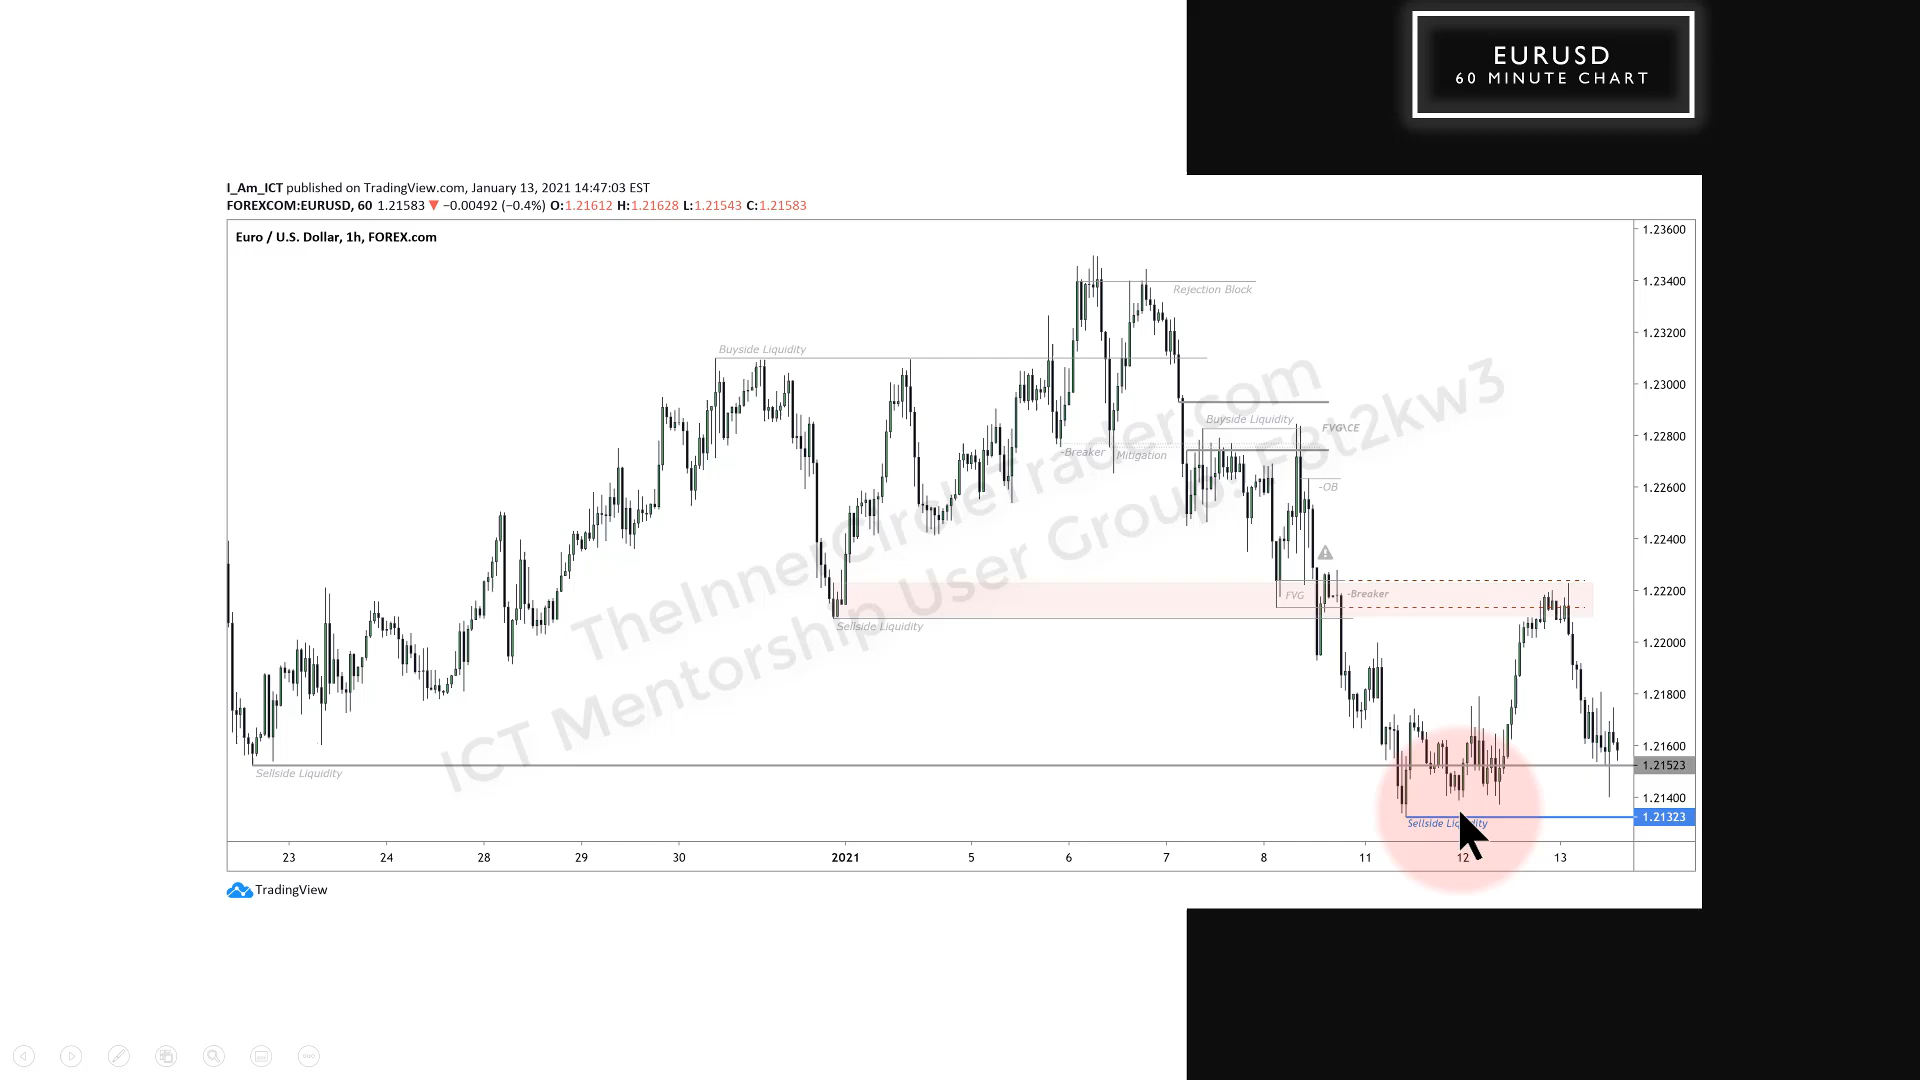 EURUSD
60 MINUTE CHART
I_Am_ICT published on TradingView.com, January 13, 2021 14:47:03 EST
FOREXCOM:EURUSD, 60 1.21583 ▼ −0.00492 (−0.4%) O:1.21612 H:1.21628 L:1.21543 C:1.21583
Euro / U.S. Dollar, 1h, FOREX.com
1.23600
1.23400
Rejection Block
1.23200
Buyside Liquidity
1.23000
Buyside Liquidity
FVG\CE
1.22800
-Breaker
Mitigation
1.22600
-OB
1.22400
1.22200
FVG
-Breaker
Sellside Liquidity
1.22000
1.21800
1.21600
Sellside Liquidity
1.21523
1.21400
1.21323
Sellside Liquidity
TheInnerCircleTrader.com
ICT Mentorship User Group: E8t2kw3
23 24 28 29 30 2021 5 6 7 8 11 12 13
TradingView